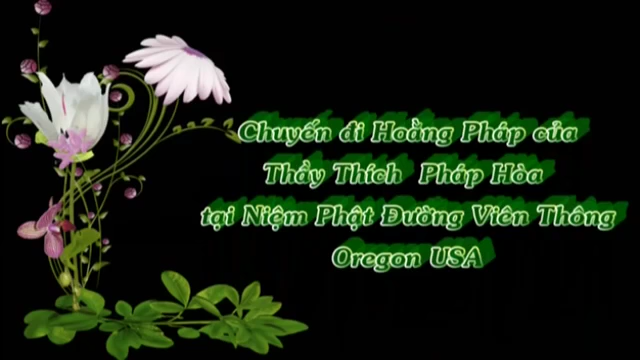 Chuyến đi Hoằng Pháp của
Thầy Thích Pháp Hòa
tại Niệm Phật Đường Viên Thông
Oregon USA